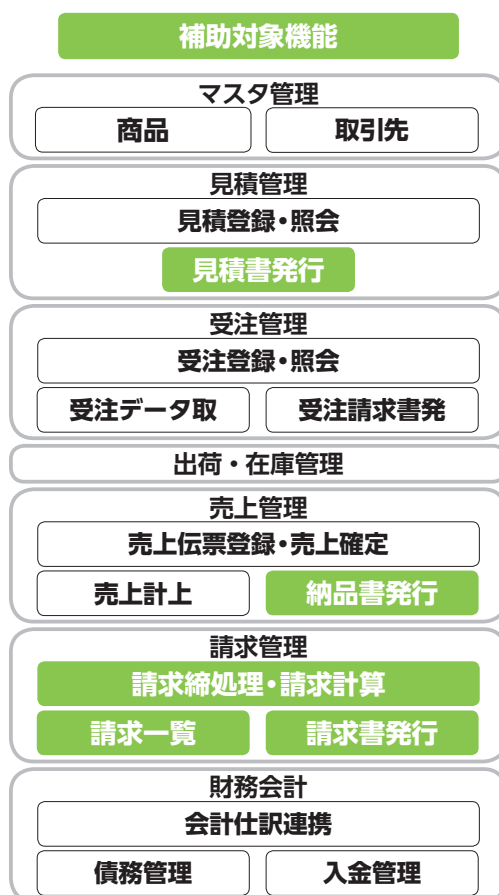 補助対象機能
マスタ管理
商品 取引先
見積管理
見積登録・照会
見積書発行
受注管理
受注登録・照会
受注データ取 受注請求書発
出荷・在庫管理
売上管理
売上伝票登録・売上確定
売上計上 納品書発行
請求管理
請求締処理・請求計算
請求一覧 請求書発行
財務会計
会計仕訳連携
債務管理 入金管理